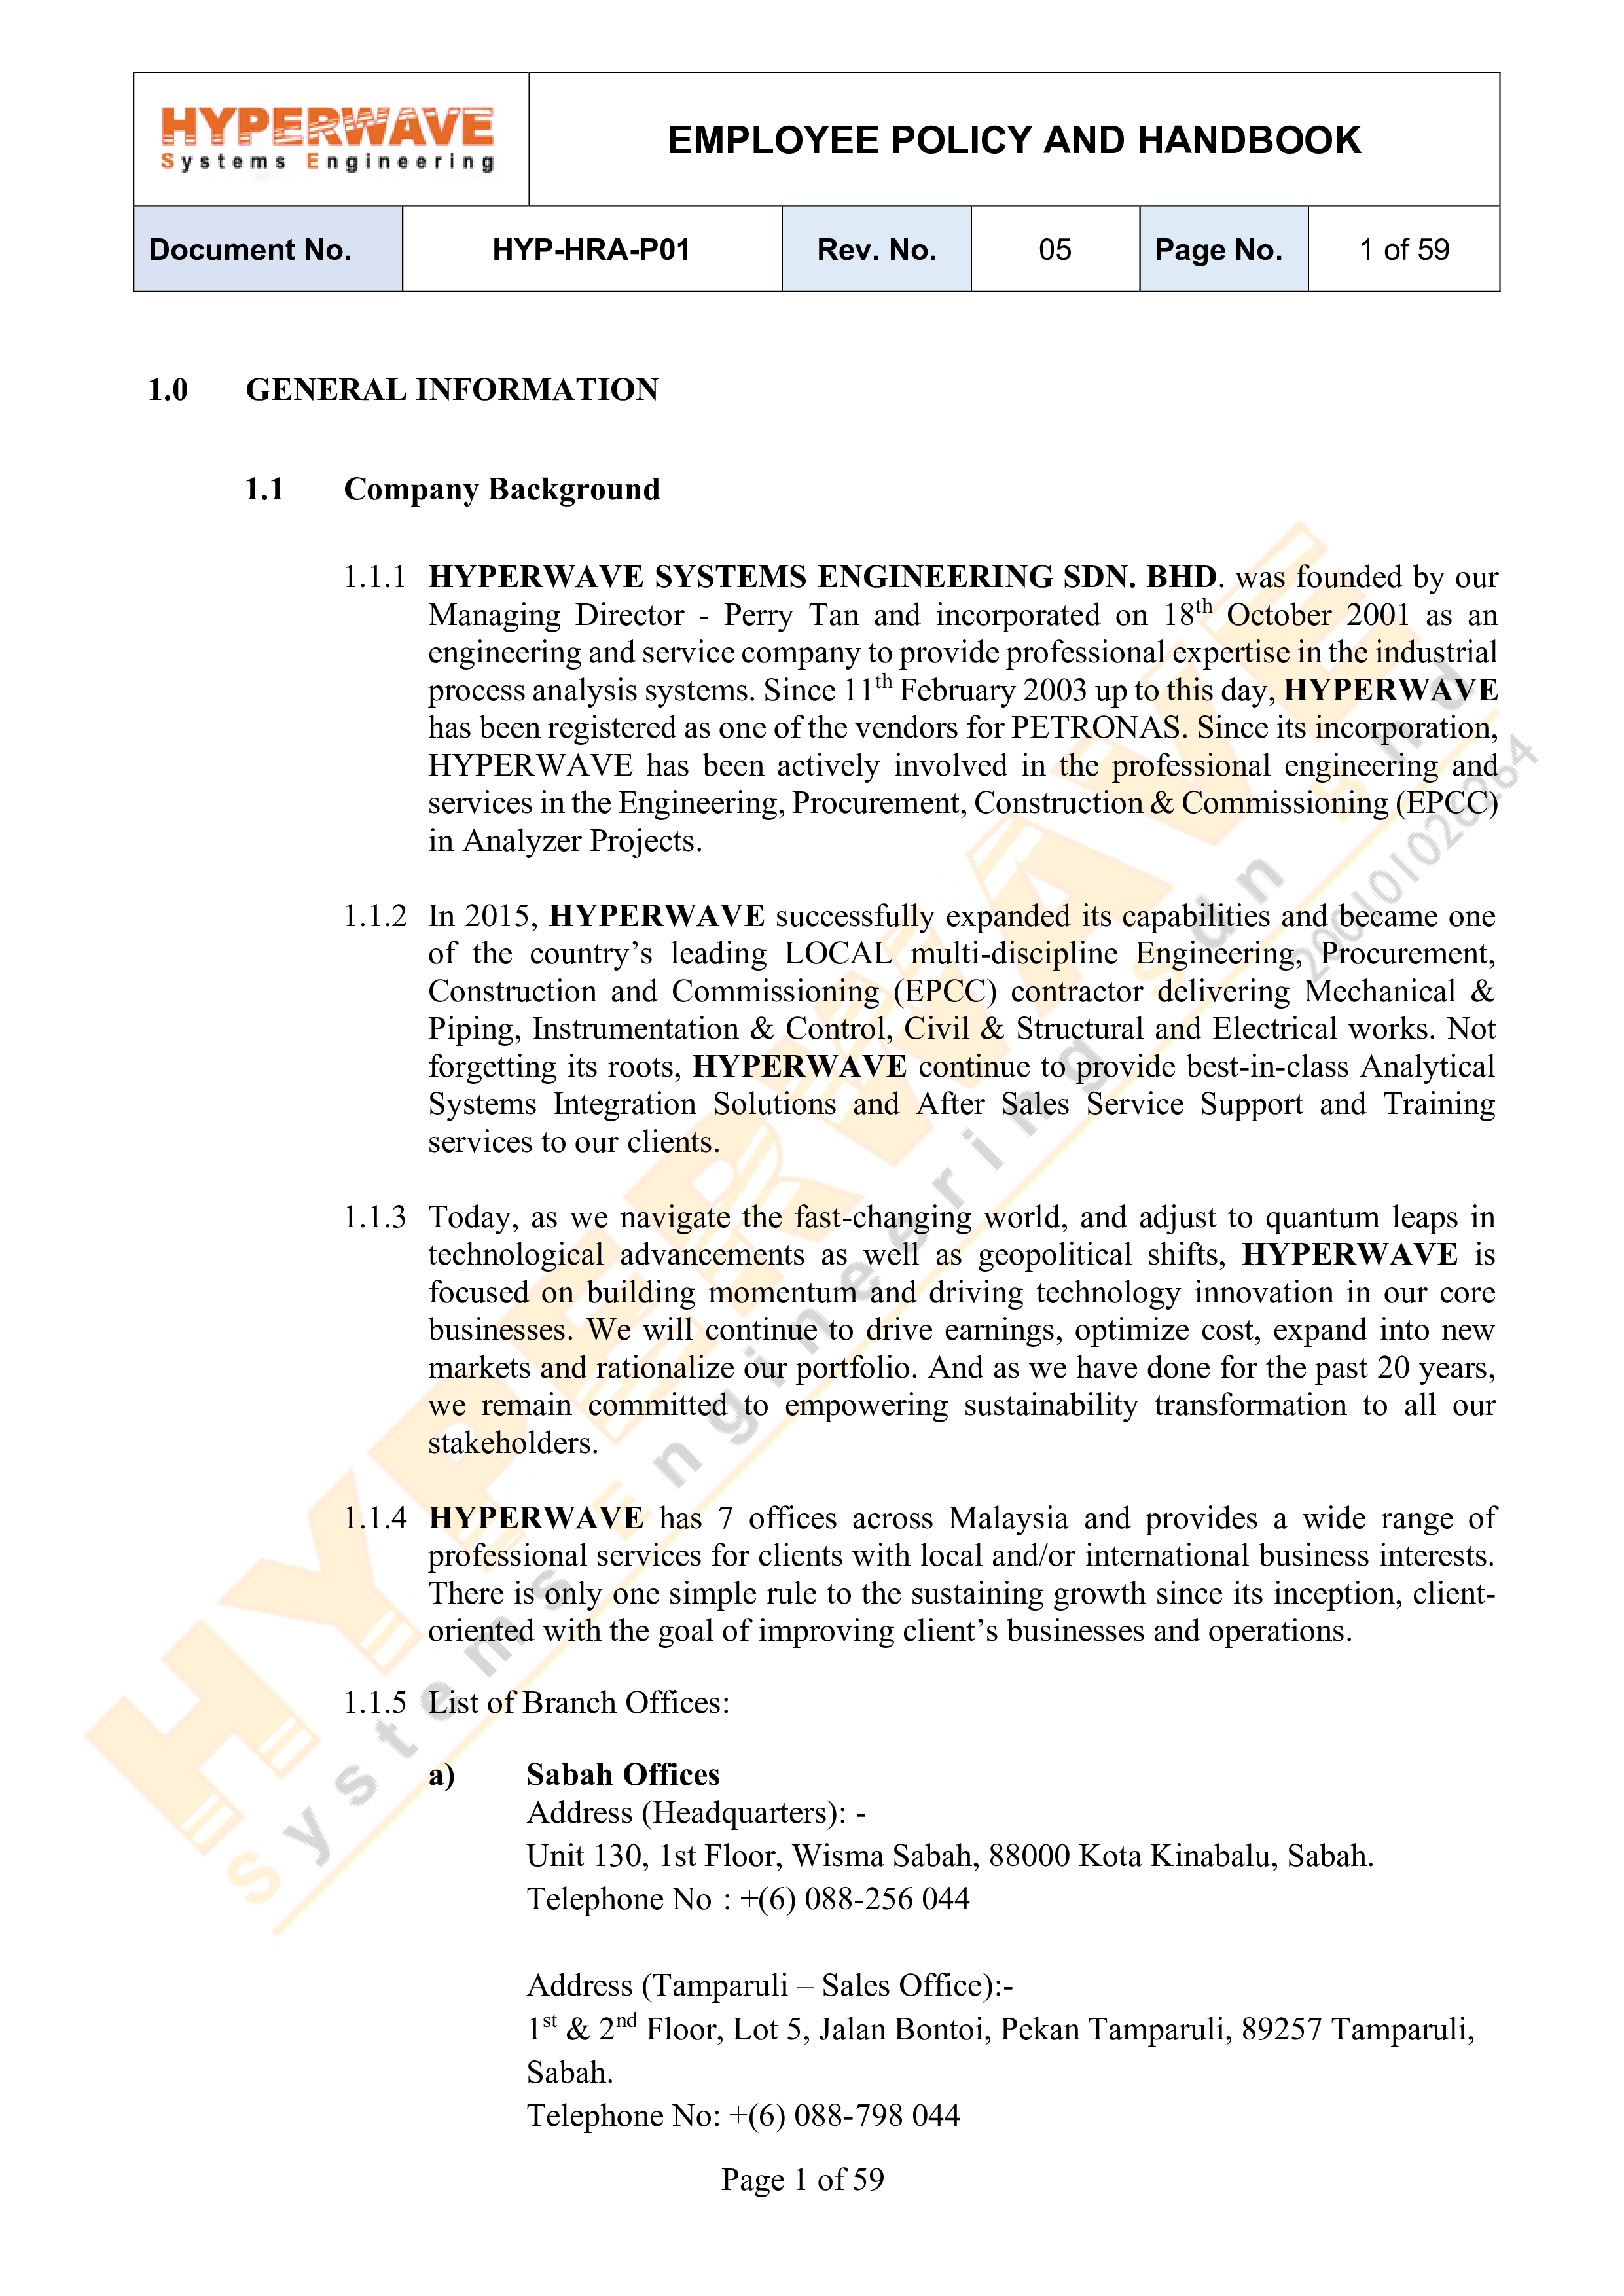 HYPERWAVE
Systems Engineering
EMPLOYEE POLICY AND HANDBOOK
Document No. HYP-HRA-P01 Rev. No. 05 Page No. 1 of 59
1.0 GENERAL INFORMATION
1.1 Company Background
1.1.1 HYPERWAVE SYSTEMS ENGINEERING SDN. BHD. was founded by our
Managing Director - Perry Tan and incorporated on 18th October 2001 as an
engineering and service company to provide professional expertise in the industrial
process analysis systems. Since 11th February 2003 up to this day, HYPERWAVE
has been registered as one of the vendors for PETRONAS. Since its incorporation,
HYPERWAVE has been actively involved in the professional engineering and
services in the Engineering, Procurement, Construction & Commissioning (EPCC)
in Analyzer Projects.
1.1.2 In 2015, HYPERWAVE successfully expanded its capabilities and became one
of the country’s leading LOCAL multi-discipline Engineering, Procurement,
Construction and Commissioning (EPCC) contractor delivering Mechanical &
Piping, Instrumentation & Control, Civil & Structural and Electrical works. Not
forgetting its roots, HYPERWAVE continue to provide best-in-class Analytical
Systems Integration Solutions and After Sales Service Support and Training
services to our clients.
1.1.3 Today, as we navigate the fast-changing world, and adjust to quantum leaps in
technological advancements as well as geopolitical shifts, HYPERWAVE is
focused on building momentum and driving technology innovation in our core
businesses. We will continue to drive earnings, optimize cost, expand into new
markets and rationalize our portfolio. And as we have done for the past 20 years,
we remain committed to empowering sustainability transformation to all our
stakeholders.
1.1.4 HYPERWAVE has 7 offices across Malaysia and provides a wide range of
professional services for clients with local and/or international business interests.
There is only one simple rule to the sustaining growth since its inception, client-
oriented with the goal of improving client’s businesses and operations.
1.1.5 List of Branch Offices:
a) Sabah Offices
Address (Headquarters): -
Unit 130, 1st Floor, Wisma Sabah, 88000 Kota Kinabalu, Sabah.
Telephone No : +(6) 088-256 044
Address (Tamparuli – Sales Office):-
1st & 2nd Floor, Lot 5, Jalan Bontoi, Pekan Tamparuli, 89257 Tamparuli,
Sabah.
Telephone No: +(6) 088-798 044
Page 1 of 59
HYPERWAVE
Systems Engineering Sdn